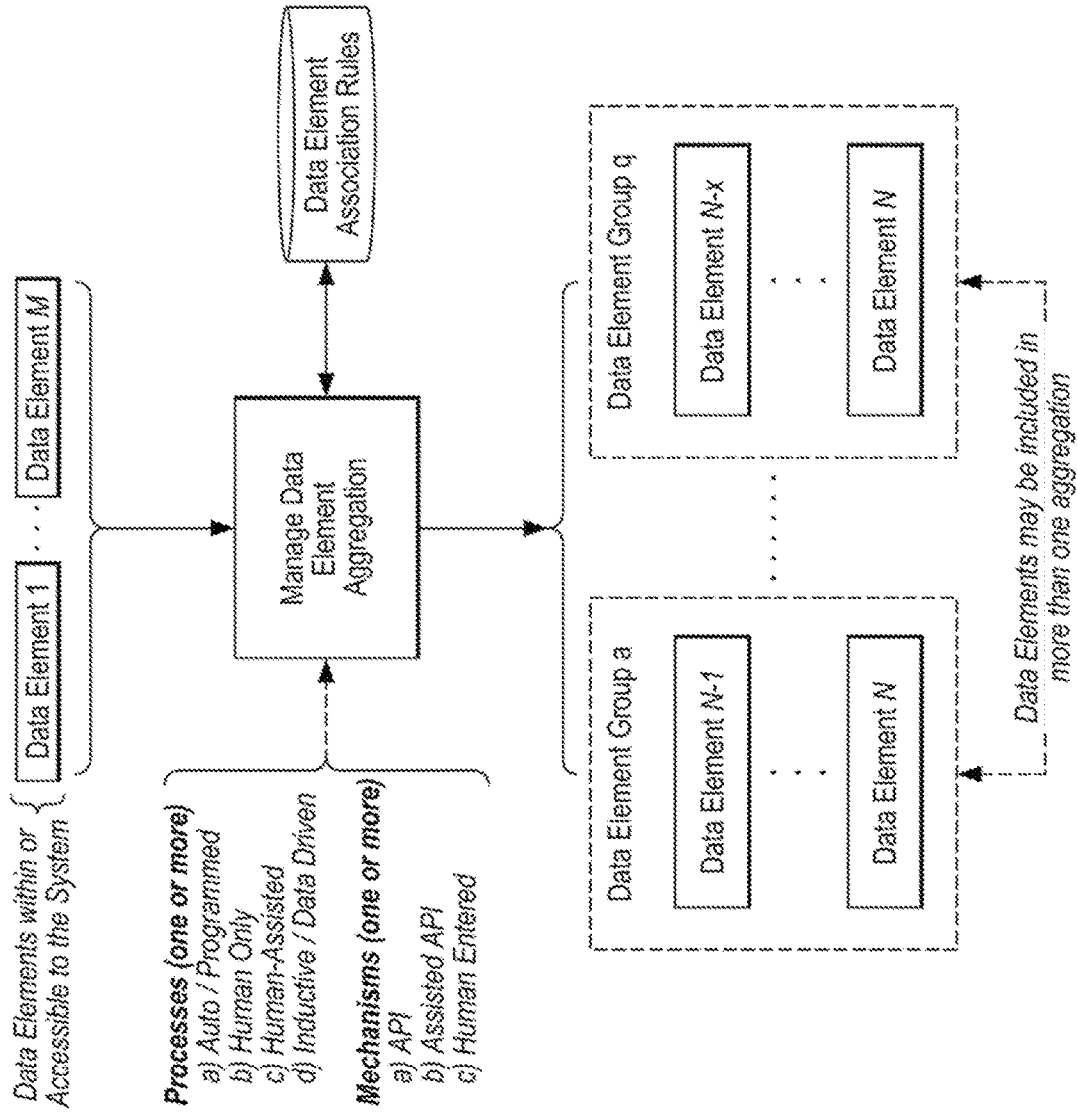 Data Elements within or
Accessible to the System
Data Element 1 . . . Data Element M
Processes (one or more)
a) Auto / Programmed
b) Human Only
c) Human-Assisted
d) Inductive / Data Driven
Mechanisms (one or more)
a) API
b) Assisted API
c) Human Entered
Manage Data
Element
Aggregation
Data Element
Association Rules
Data Element Group a
Data Element N-1
. . .
Data Element N
. . . . . .
Data Element Group q
Data Element N-x
. . .
Data Element N
Data Elements may be included in
more than one aggregation